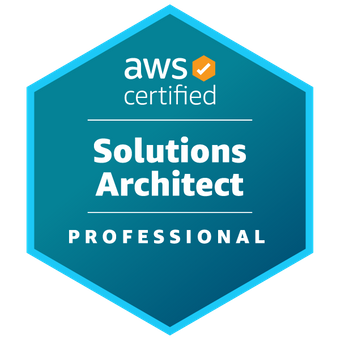 aws
certified
Solutions
Architect
PROFESSIONAL